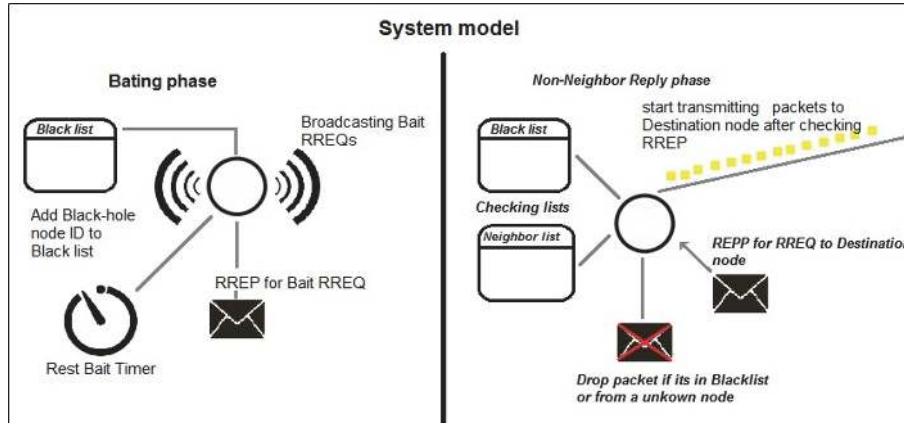 System model
Bating phase
Black list
Broadcasting Bait
RREQs
Add Black-hole
node ID to
Black list
RREP for Bait RREQ
Rest Bait Timer
Non-Neighbor Reply phase
start transmitting packets to
Destination node after checking
RREP
Black list
Checking lists
Neighbor list
REPP for RREQ to Destination
node
Drop packet if its in Blacklist
or from a unkown node